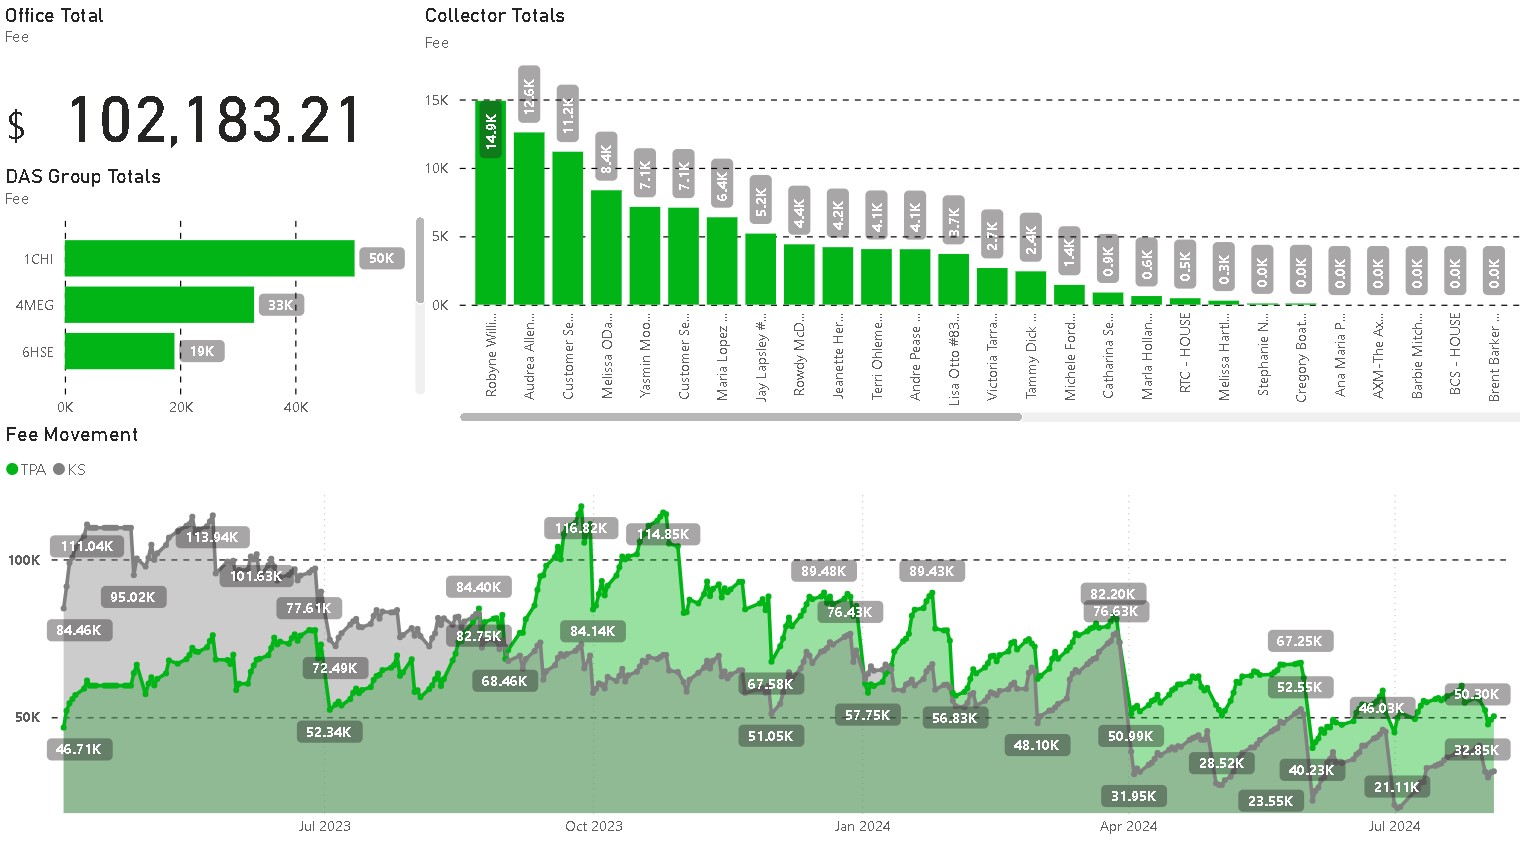 Office Total
Fee
$ 102,183.21
DAS Group Totals
Fee
1CHI
50K
4MEG
33K
6HSE
19K
0K 20K 40K
Collector Totals
Fee
15K
10K
5K
0K
14.9K
12.6K
11.2K
8.4K
7.1K
7.1K
6.4K
5.2K
4.4K
4.2K
4.1K
4.1K
3.7K
2.7K
2.4K
1.4K
0.9K
0.6K
0.5K
0.3K
0.0K
0.0K
0.0K
0.0K
0.0K
0.0K
0.0K
Robyne Willi...
Audrea Allen...
Customer Se...
Melissa ODa...
Yasmin Moo...
Customer Se...
Maria Lopez ...
Jay Lapsley #...
Rowdy McD...
Jeanette Her...
Terri Ohleme...
Andre Pease ...
Lisa Otto #83...
Victoria Tarra...
Tammy Dick ...
Michele Ford...
Catharina Se...
Marla Hollan...
RTC - HOUSE
Melissa Hartl...
Stephanie N...
Gregory Boat...
Ana Maria P...
AXM-The Ax...
Barbie Mitch...
BCS - HOUSE
Brent Barker ...
Fee Movement
TPA KS
100K
50K
111.04K
84.46K
46.71K
95.02K
113.94K
101.63K
77.61K
72.49K
52.34K
84.40K
82.75K
68.46K
116.82K
84.14K
114.85K
67.58K
51.05K
89.48K
76.43K
57.75K
89.43K
56.83K
48.10K
82.20K
76.63K
50.99K
31.95K
28.52K
67.25K
52.55K
23.55K
40.23K
46.03K
21.11K
50.30K
32.85K
Jul 2023 Oct 2023 Jan 2024 Apr 2024 Jul 2024